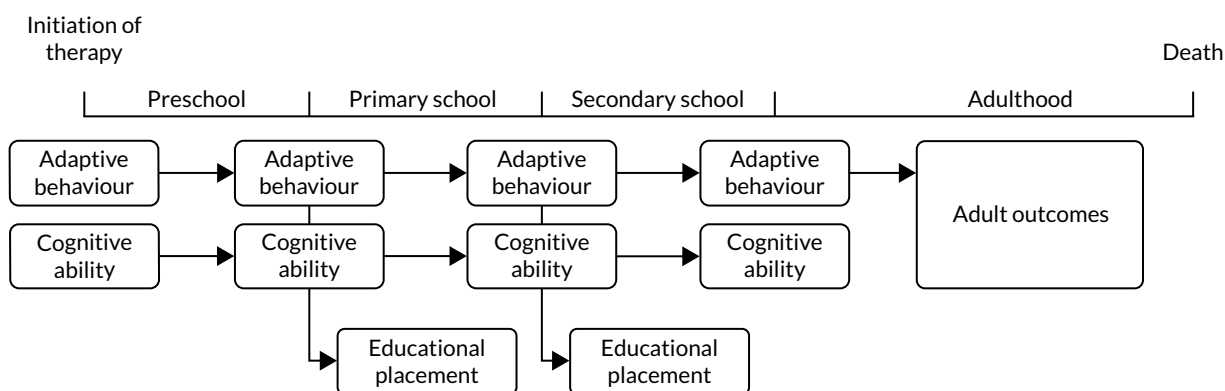 Initiation of
therapy
Death
Preschool
Primary school
Secondary school
Adulthood
Adaptive
behaviour
Adaptive
behaviour
Adaptive
behaviour
Adaptive
behaviour
Adult outcomes
Cognitive
ability
Cognitive
ability
Cognitive
ability
Cognitive
ability
Educational
placement
Educational
placement